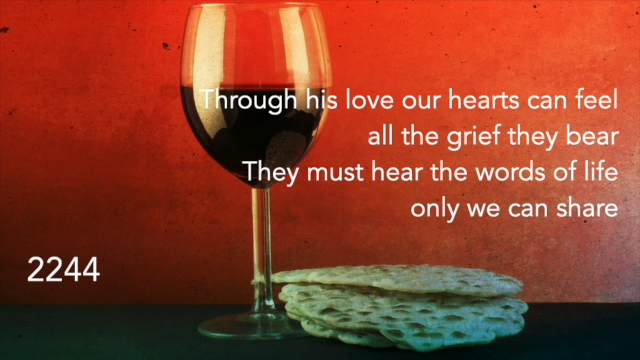 Through his love our hearts can feel
all the grief they bear
They must hear the words of life
only we can share
2244